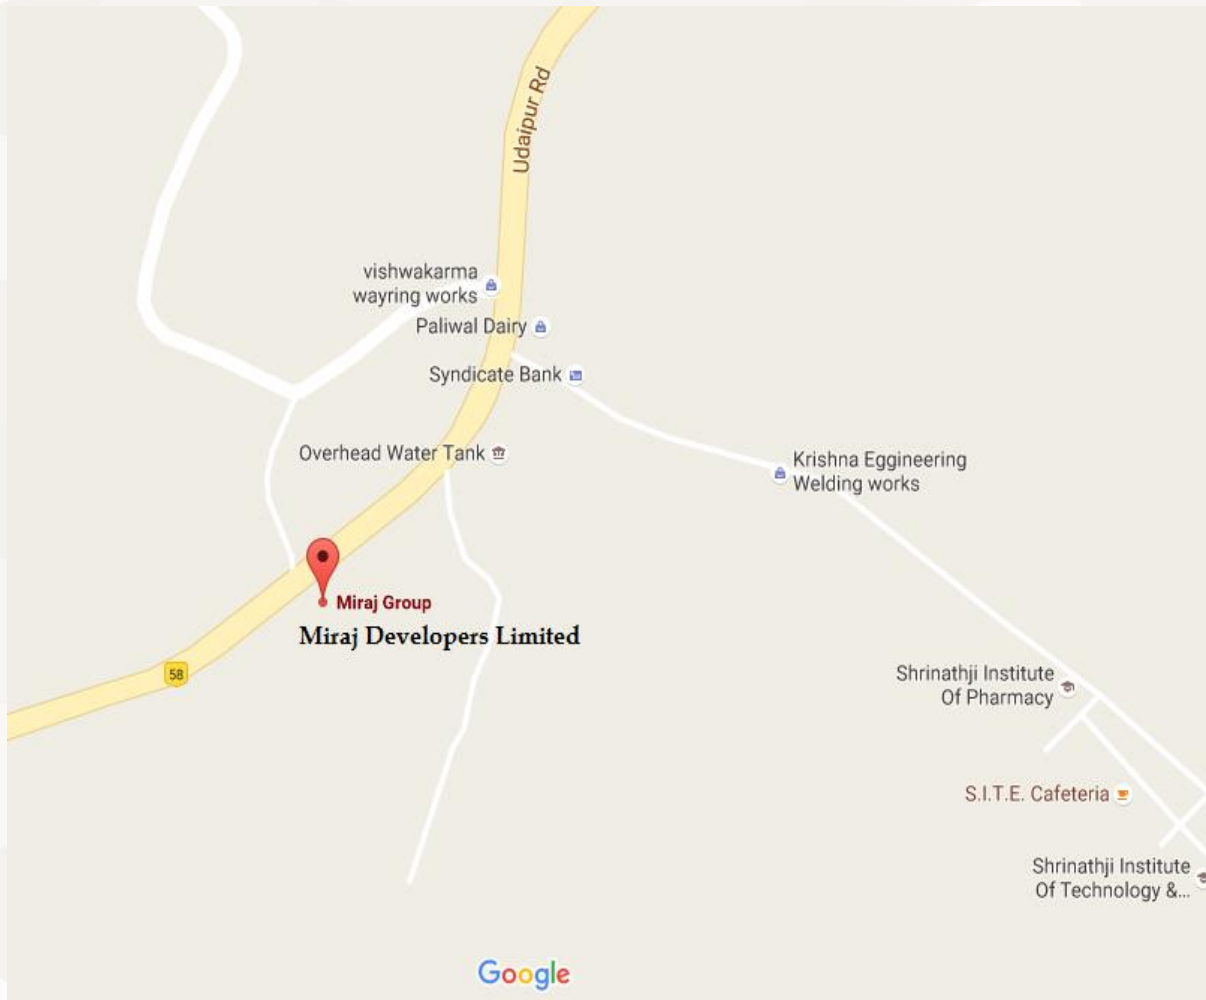 Udaipur Rd
vishwakarma
wayring works
Paliwal Dairy
Syndicate Bank
Overhead Water Tank
Krishna Eggineering
Welding works
Miraj Group
Miraj Developers Limited
58
Shrinathji Institute
Of Pharmacy
S.I.T.E. Cafeteria
Shrinathji Institute
Of Technology &...
Google